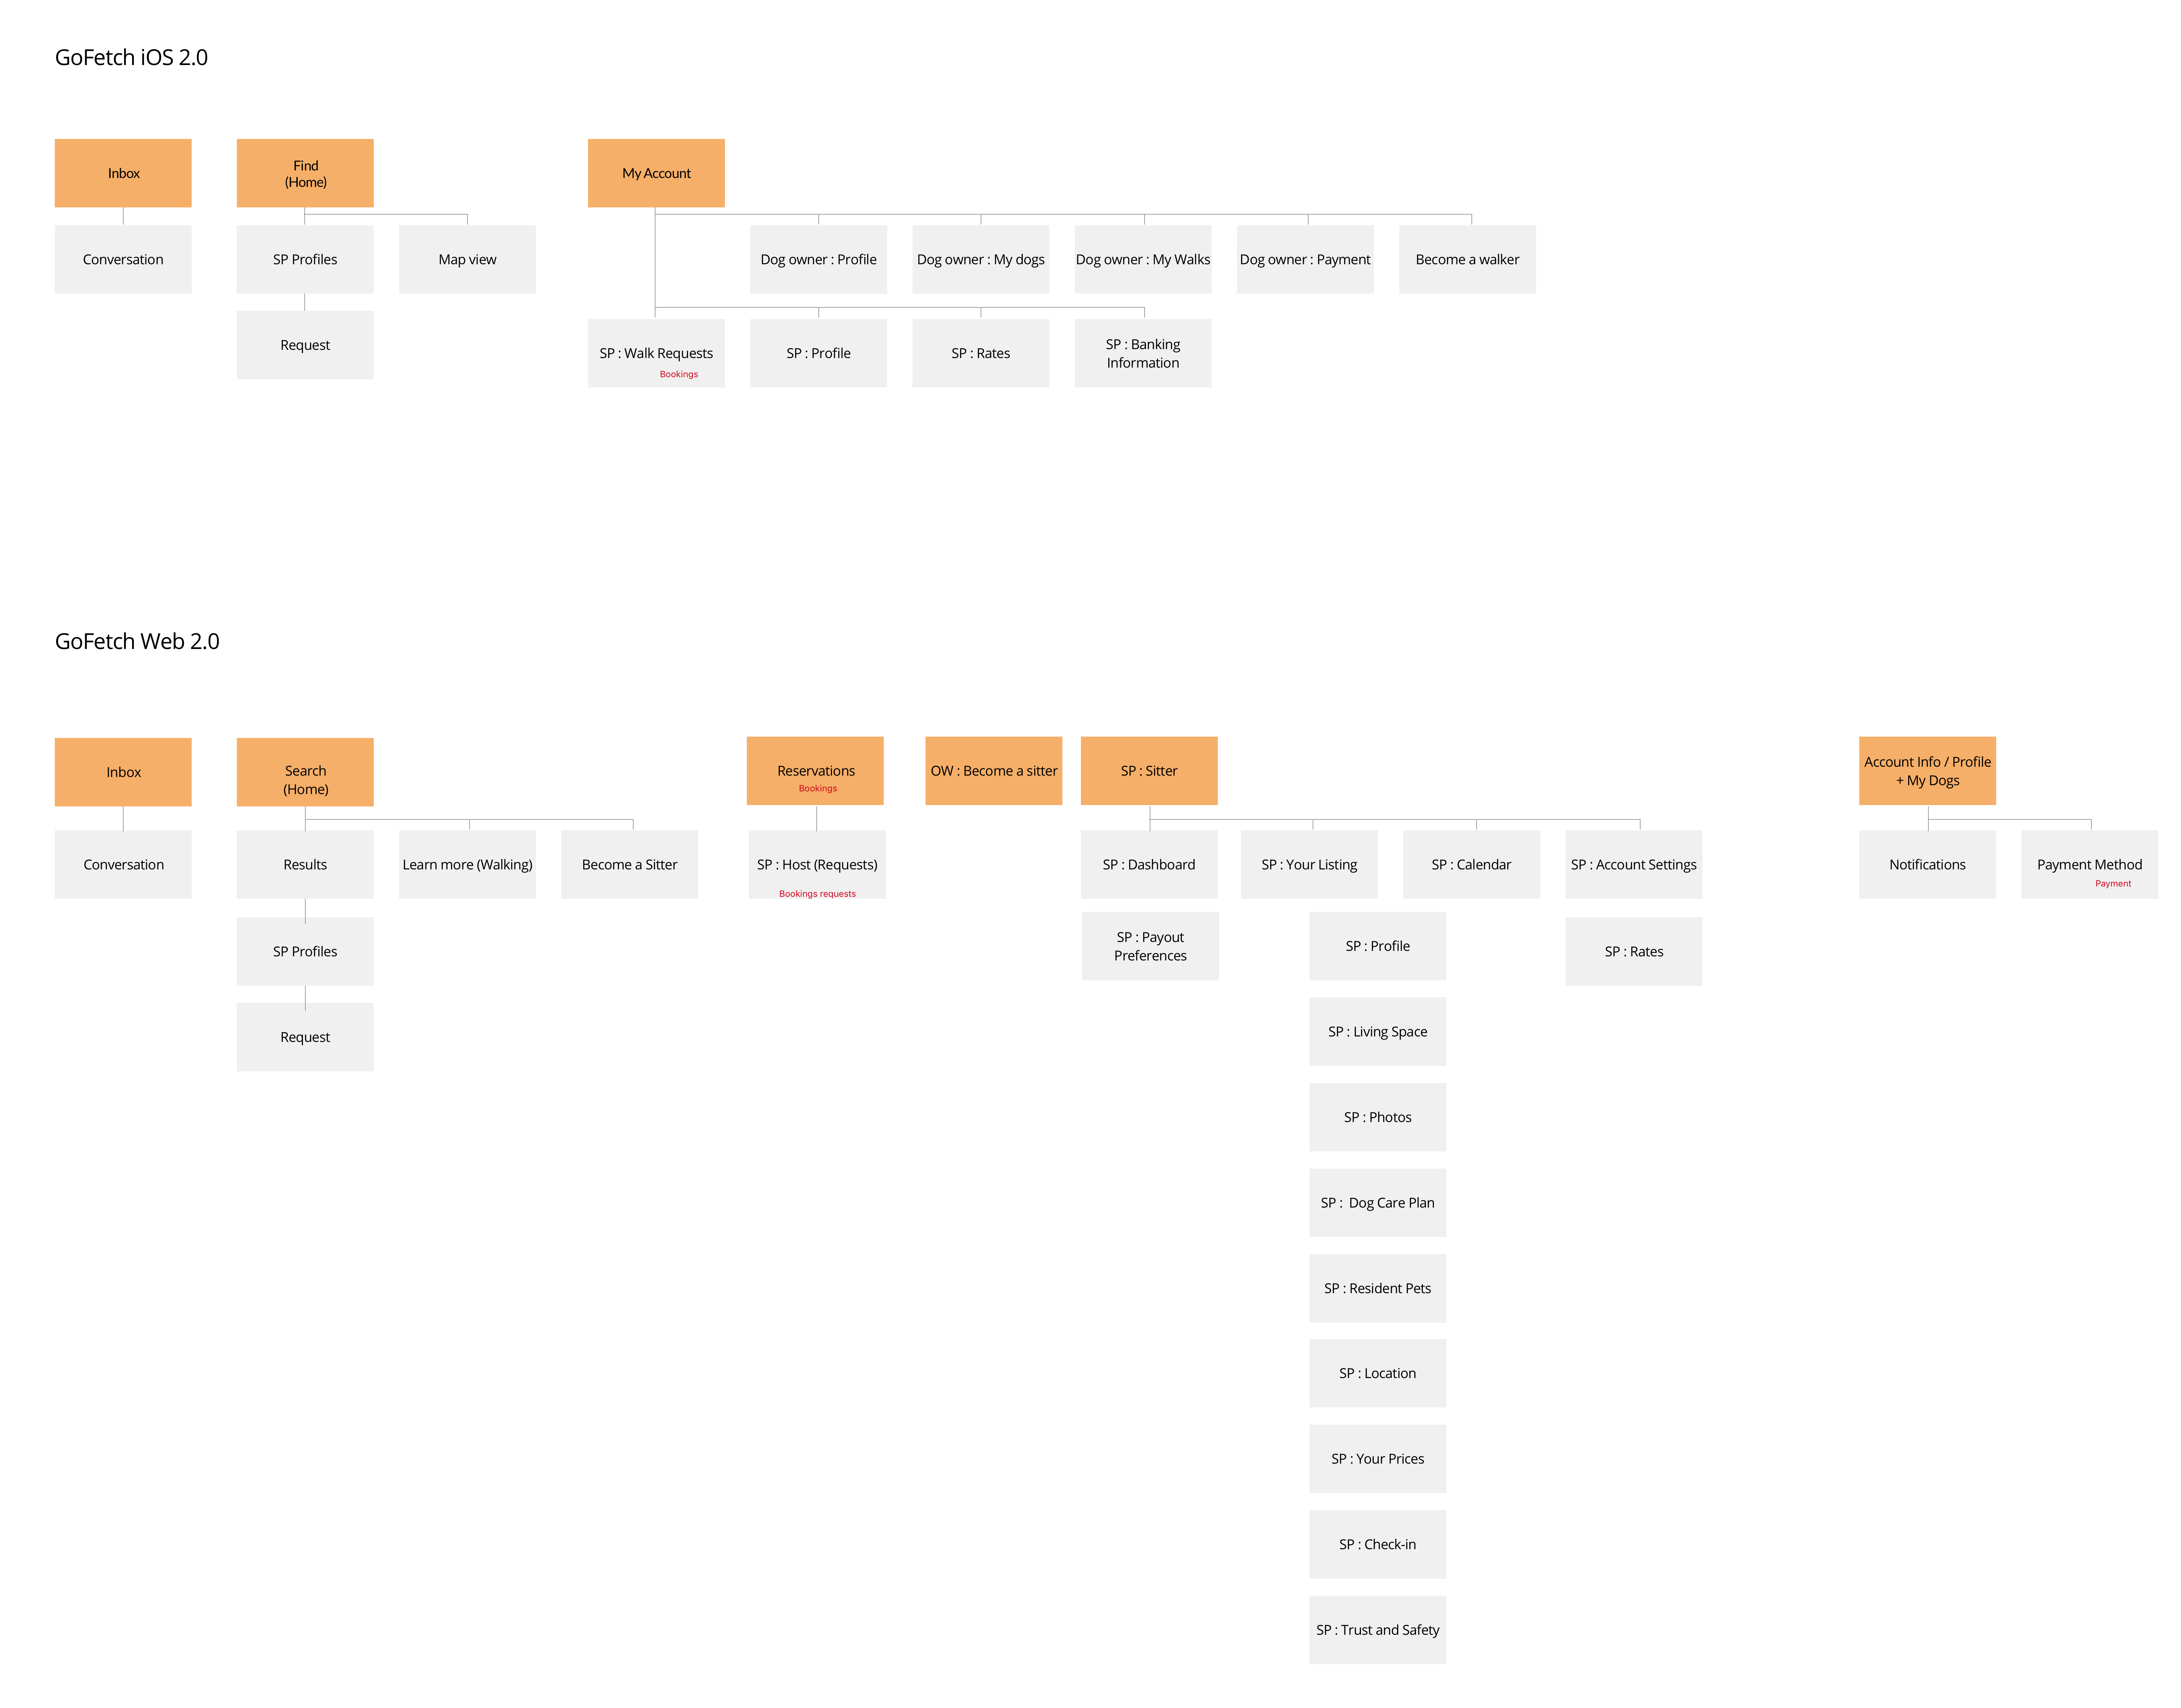 GoFetch iOS 2.0
Inbox
Find
(Home)
My Account
Conversation
SP Profiles
Map view
Dog owner : Profile
Dog owner : My dogs
Dog owner : My Walks
Dog owner : Payment
Become a walker
Request
SP : Walk Requests
Bookings
SP : Profile
SP : Rates
SP : Banking
Information
GoFetch Web 2.0
Inbox
Search
(Home)
Reservations
Bookings
OW : Become a sitter
SP : Sitter
Account Info / Profile
+ My Dogs
Conversation
Results
Learn more (Walking)
Become a Sitter
SP : Host (Requests)
Bookings requests
SP : Dashboard
SP : Your Listing
SP : Calendar
SP : Account Settings
Notifications
Payment Method
Payment
SP Profiles
SP : Payout
Preferences
SP : Profile
SP : Rates
Request
SP : Living Space
SP : Photos
SP :  Dog Care Plan
SP : Resident Pets
SP : Location
SP : Your Prices
SP : Check-in
SP : Trust and Safety